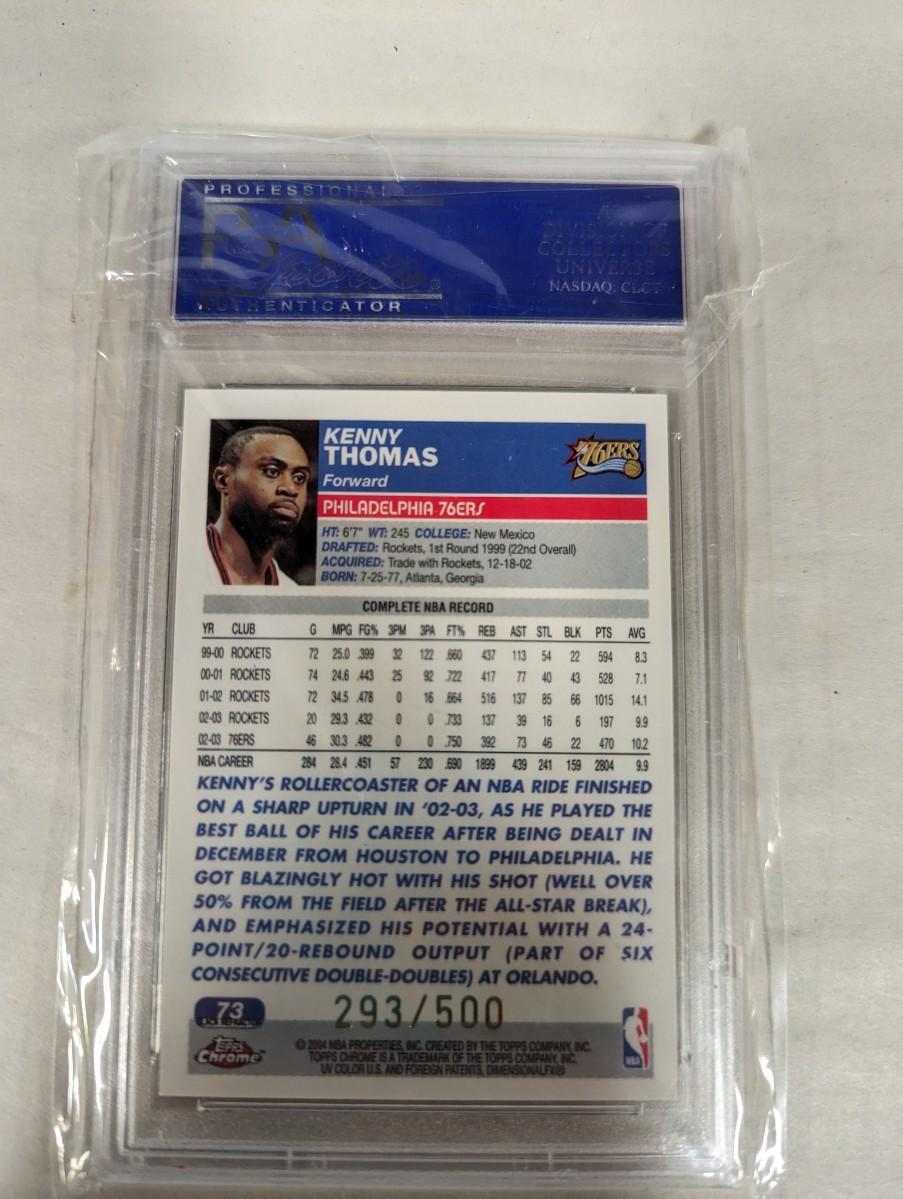 PROFESSIONAL
PSA
AUTHENTICATOR
A
DIVISION OF
COLLECTORS
UNIVERSE
NASDAQ: CLCT
KENNY
THOMAS
Forward
76ERS
PHILADELPHIA 76ERS
HT: 6'7" WT: 245 COLLEGE: New Mexico
DRAFTED: Rockets, 1st Round 1999 (22nd Overall)
ACQUIRED: Trade with Rockets, 12-18-02
BORN: 7-25-77, Atlanta, Georgia
COMPLETE NBA RECORD
YR CLUB G MPG FG% 3PM 3PA FT% REB AST STL BLK PTS AVG
99-00 ROCKETS 72 25.0 .399 32 122 .660 437 113 54 22 594 8.3
00-01 ROCKETS 74 24.6 .443 25 92 .722 417 77 40 43 528 7.1
01-02 ROCKETS 72 34.5 .478 0 16 .664 516 137 85 66 1015 14.1
02-03 ROCKETS 20 29.3 .432 0 0 .733 137 39 16 6 197 9.9
02-03 76ERS 46 30.3 .482 0 0 .750 392 73 46 22 470 10.2
NBA CAREER 284 28.4 .451 57 230 .690 1899 439 241 159 2804 9.9
KENNY'S ROLLERCOASTER OF AN NBA RIDE FINISHED
ON A SHARP UPTURN IN '02-03, AS HE PLAYED THE
BEST BALL OF HIS CAREER AFTER BEING DEALT IN
DECEMBER FROM HOUSTON TO PHILADELPHIA. HE
GOT BLAZINGLY HOT WITH HIS SHOT (WELL OVER
50% FROM THE FIELD AFTER THE ALL-STAR BREAK),
AND EMPHASIZED HIS POTENTIAL WITH A 24-
POINT/20-REBOUND OUTPUT (PART OF SIX
CONSECUTIVE DOUBLE-DOUBLES) AT ORLANDO.
73
BLACK REFRACTOR
293/500
Topps
Chrome
© 2004 NBA PROPERTIES, INC. CREATED BY THE TOPPS COMPANY, INC.
TOPPS CHROME IS A TRADEMARK OF THE TOPPS COMPANY, INC.
UV COLOR U.S. AND FOREIGN PATENTS, DIMENSIONALFX®
NBA